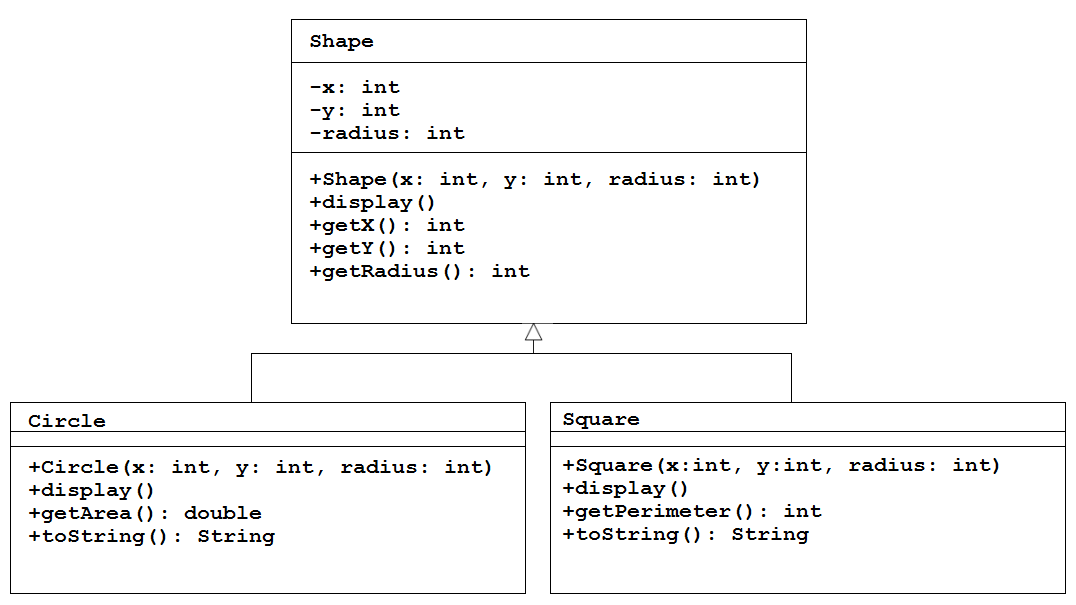 Shape
-x: int
-y: int
-radius: int
+Shape(x: int, y: int, radius: int)
+display()
+getX(): int
+getY(): int
+getRadius(): int
Circle
+Circle(x: int, y: int, radius: int)
+display()
+getArea(): double
+toString(): String
Square
+Square(x:int, y:int, radius: int)
+display()
+getPerimeter(): int
+toString(): String